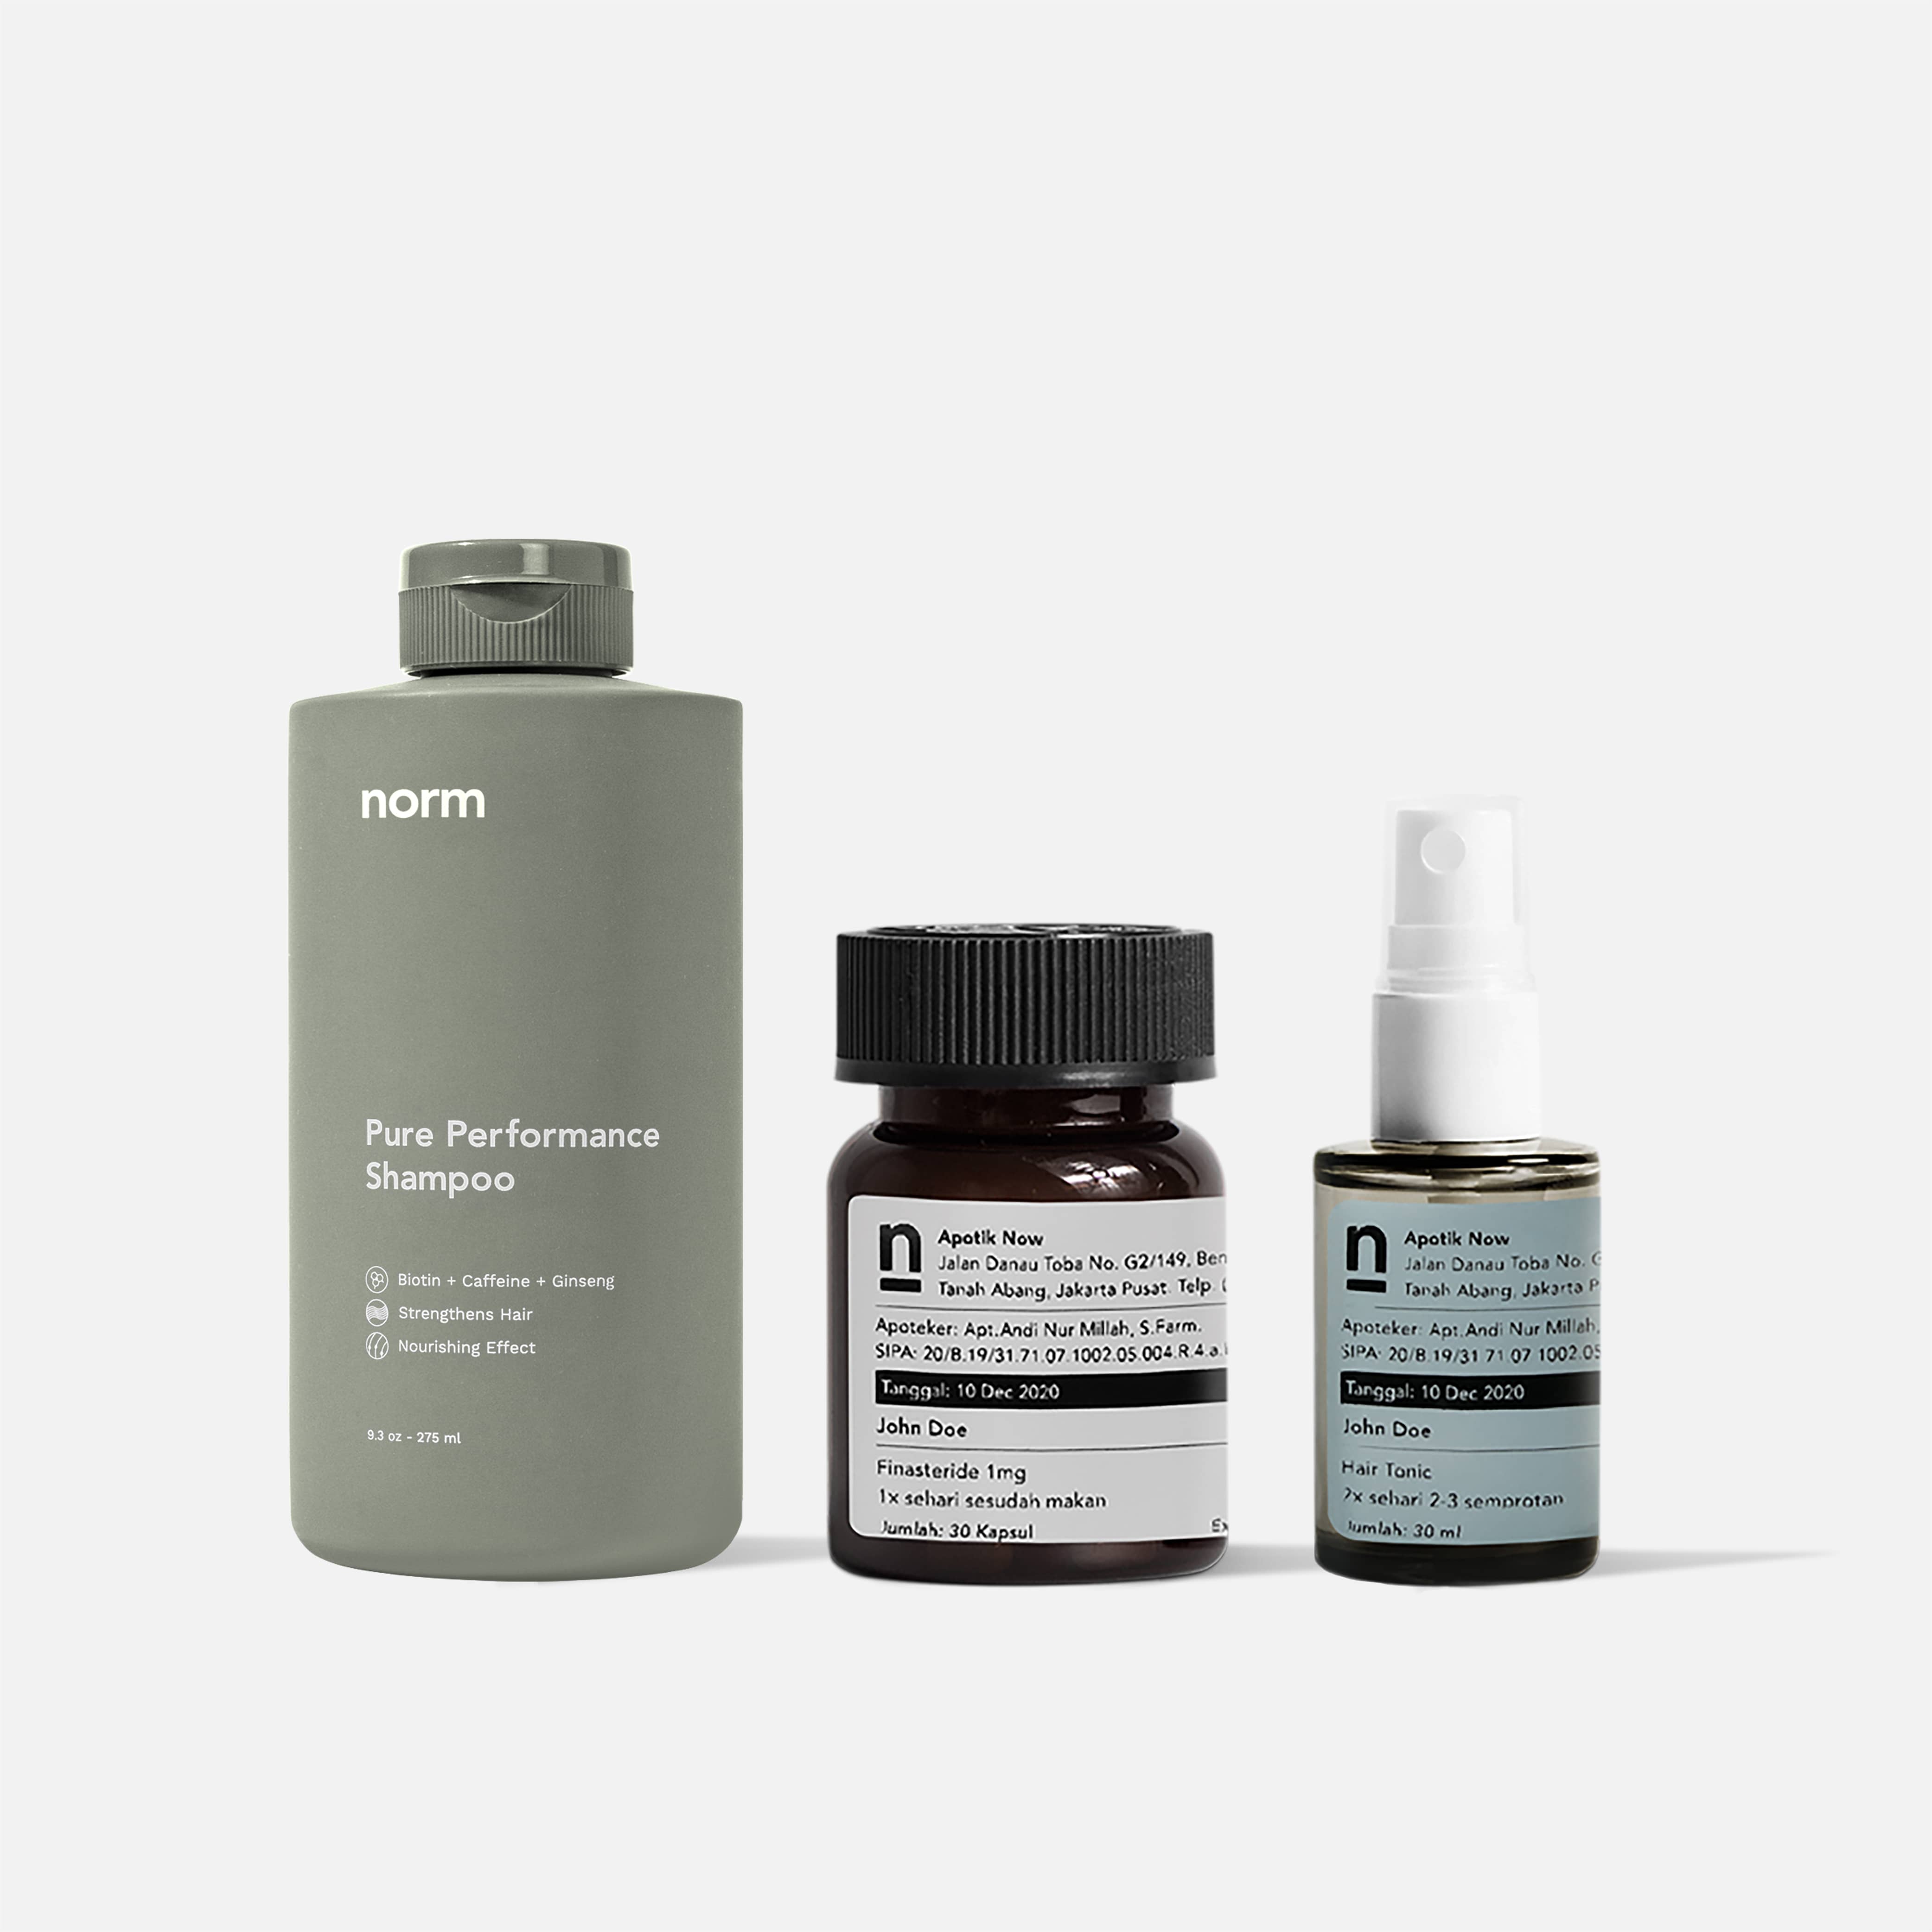 norm
Pure Performance
Shampoo
Biotin + Caffeine + Ginseng
Strengthens Hair
Nourishing Effect
9.3 oz - 275 ml
n
Apotik Now
Jalan Danau Toba No. G2/149,
Tanah Abang, Jakarta Pusat. Telp.
Apoteker: Apt.Andi Nur Millah, S.Farm.
SIPA: 20/B.19/31.71.07.1002.05.004.R.4.a.
Tanggal: 10 Dec 2020
John Doe
Finasteride 1mg
1x sehari sesudah makan
Jumlah: 30 Kapsul
n
Apotik Now
Jalan Danau Toba No.
Tanah Abang, Jakarta
Apoteker: Apt.Andi Nur Millah,
SIPA: 20/B.19/31.71.07.1002.05
Tanggal: 10 Dec 2020
John Doe
Hair Tonic
2x sehari 2-3 semprotan
Jumlah: 30 ml